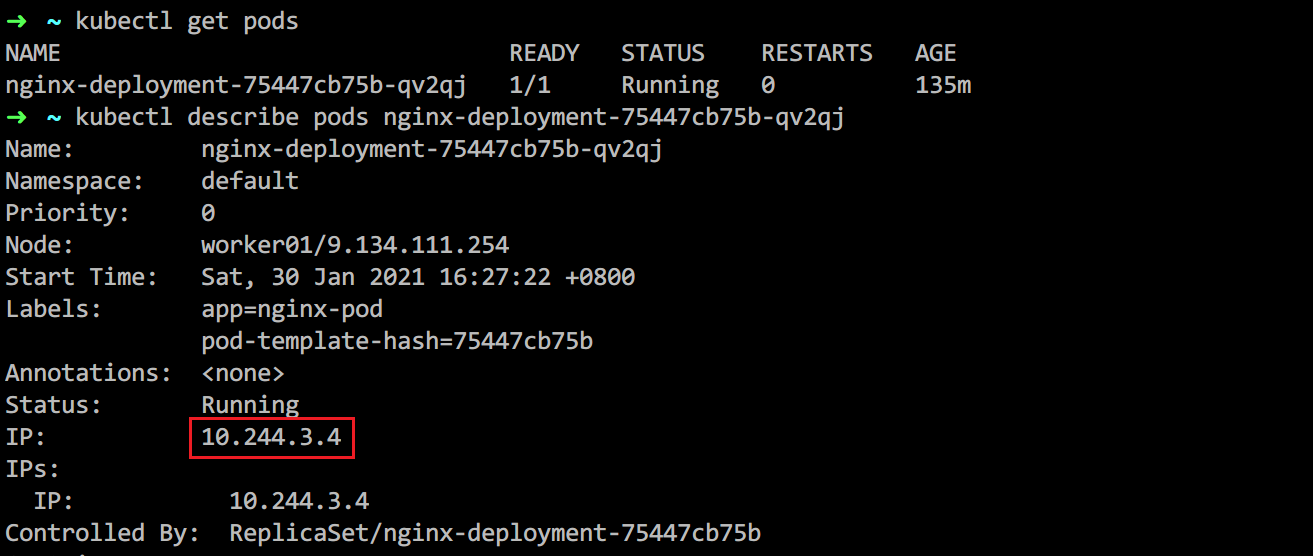 ➜ ~ kubectl get pods
NAME READY STATUS RESTARTS AGE
nginx-deployment-75447cb75b-qv2qj 1/1 Running 0 135m
➜ ~ kubectl describe pods nginx-deployment-75447cb75b-qv2qj
Name: nginx-deployment-75447cb75b-qv2qj
Namespace: default
Priority: 0
Node: worker01/9.134.111.254
Start Time: Sat, 30 Jan 2021 16:27:22 +0800
Labels: app=nginx-pod
pod-template-hash=75447cb75b
Annotations: <none>
Status: Running
IP: 10.244.3.4
IPs:
IP: 10.244.3.4
Controlled By: ReplicaSet/nginx-deployment-75447cb75b